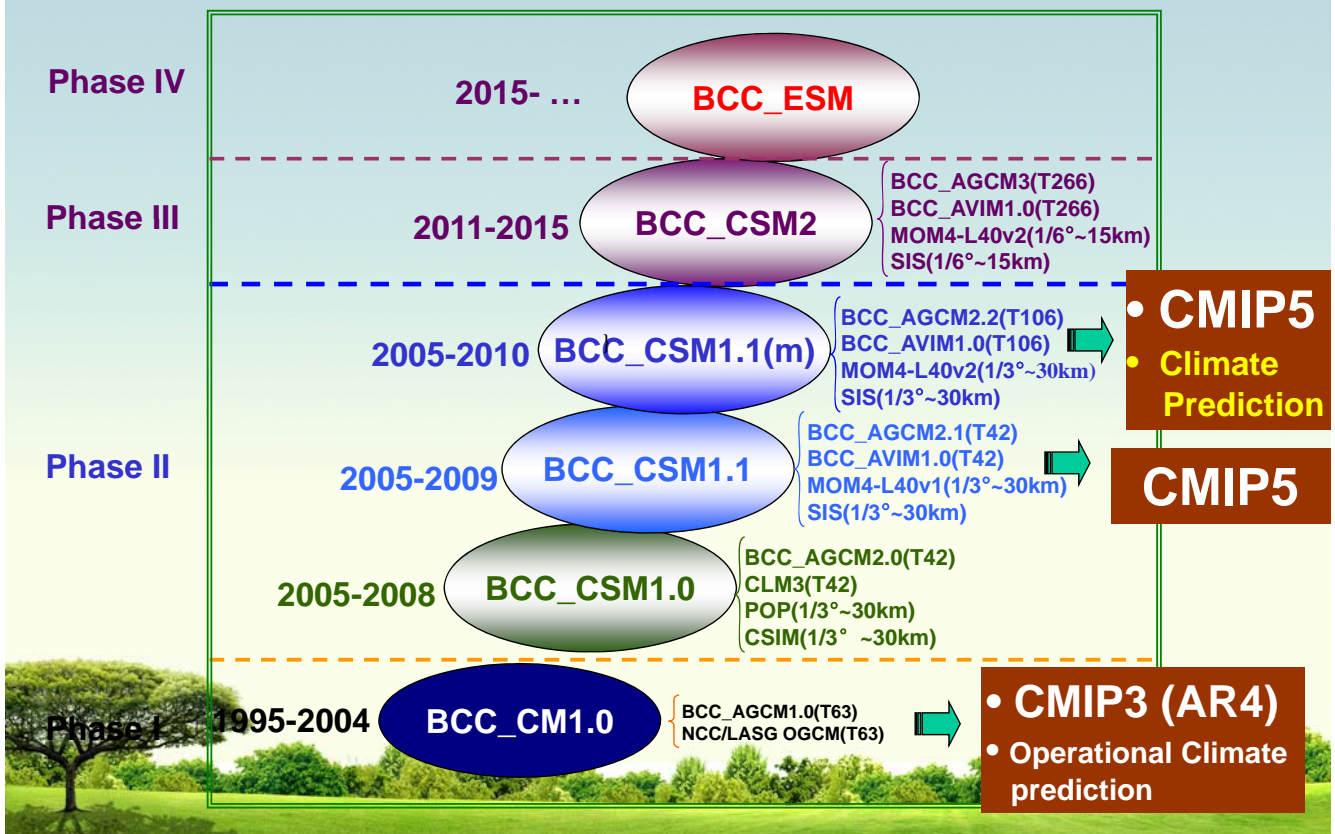 Phase IV
2015- …
BCC_ESM
Phase III
2011-2015
BCC_CSM2
BCC_AGCM3(T266)
BCC_AVIM1.0(T266)
MOM4-L40v2(1/6°~15km)
SIS(1/6°~15km)
2005-2010
BCC_CSM1.1(m)
BCC_AGCM2.2(T106)
BCC_AVIM1.0(T106)
MOM4-L40v2(1/3°~30km)
SIS(1/3°~30km)
• CMIP5
• Climate
Prediction
Phase II
2005-2009
BCC_CSM1.1
BCC_AGCM2.1(T42)
BCC_AVIM1.0(T42)
MOM4-L40v1(1/3°~30km)
SIS(1/3°~30km)
CMIP5
2005-2008
BCC_CSM1.0
BCC_AGCM2.0(T42)
CLM3(T42)
POP(1/3°~30km)
CSIM(1/3° ~30km)
Phase I
1995-2004
BCC_CM1.0
BCC_AGCM1.0(T63)
NCC/LASG OGCM(T63)
• CMIP3 (AR4)
• Operational Climate
prediction